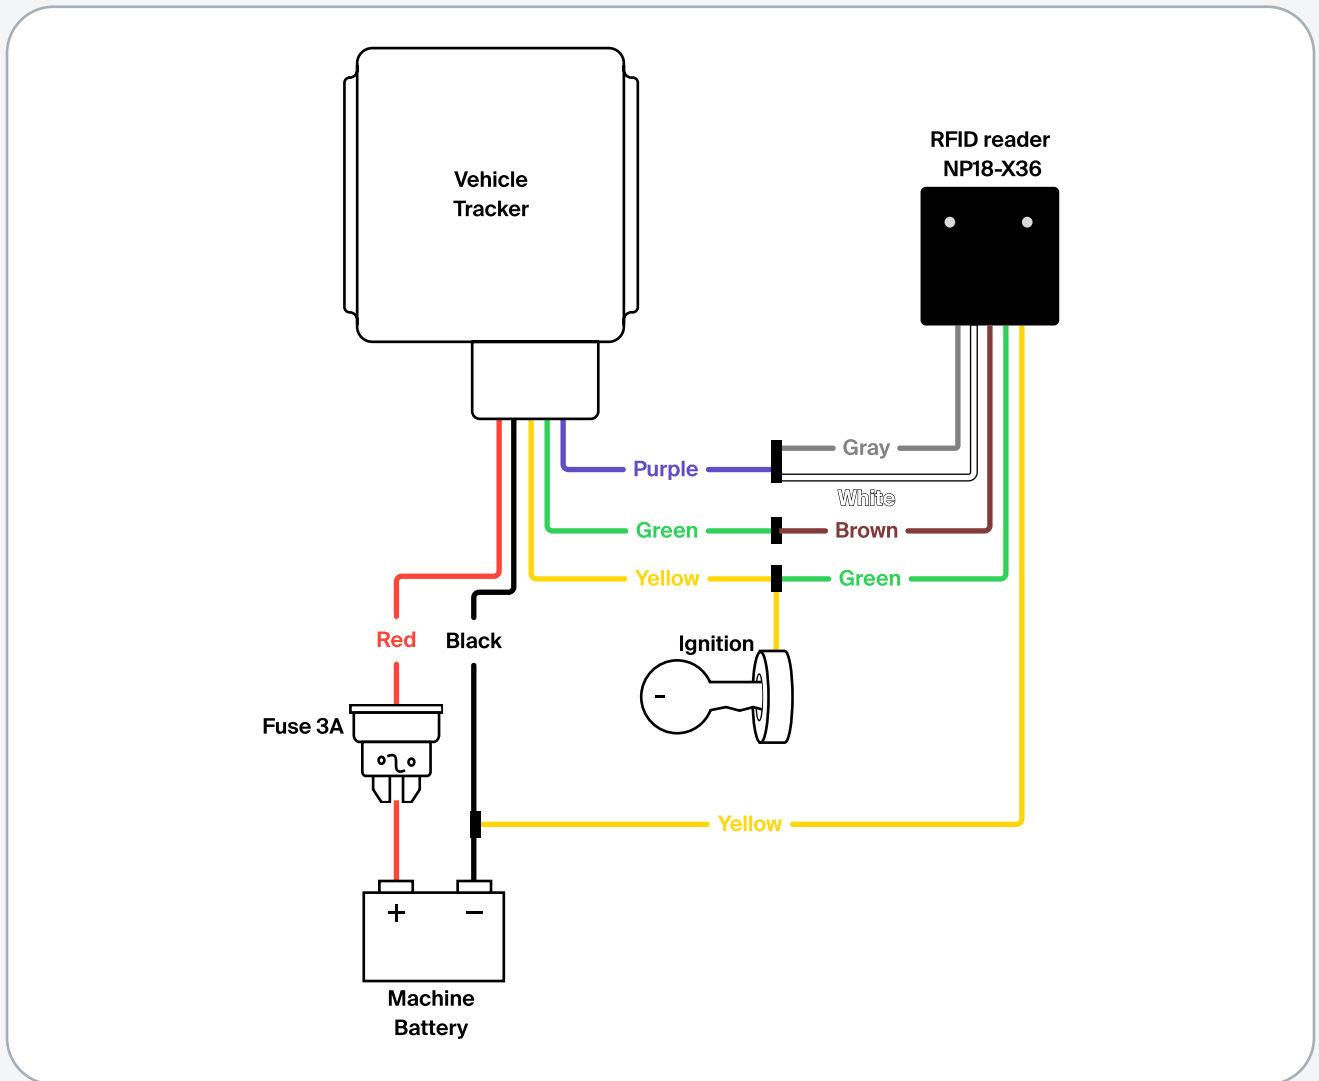 Vehicle
Tracker
RFID reader
NP18-X36
Gray
Purple
White
Green
Brown
Yellow
Green
Red
Black
Ignition
Fuse 3A
Yellow
+
−
Machine
Battery